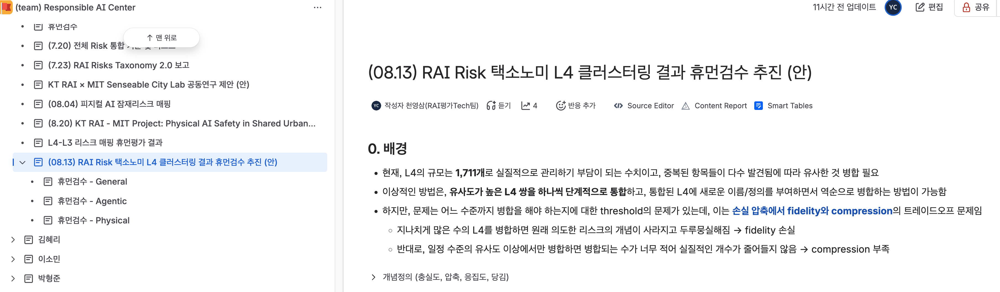 (team) Responsible AI Center
휴먼검수
↑ 맨 위로
(7.20) 전체 Risk 통합
(7.23) RAI Risks Taxonomy 2.0 보고
KT RAI × MIT Senseable City Lab 공동연구 제안 (안)
(08.04) 피지컬 AI 잠재리스크 매핑
(8.20) KT RAI - MIT Project: Physical AI Safety in Shared Urban...
L4-L3 리스크 매핑 휴먼평가 결과
(08.13) RAI Risk 택소노미 L4 클러스터링 결과 휴먼검수 추진 (안)
휴먼검수 - General
휴먼검수 - Agentic
휴먼검수 - Physical
김혜리
이소민
박형준
11시간 전 업데이트 YC 편집 공유
(08.13) RAI Risk 택소노미 L4 클러스터링 결과 휴먼검수 추진 (안)
YC 작성자 천영삼(RAI평가Tech팀) 듣기 4 반응 추가 Source Editor Content Report Smart Tables
0. 배경
• 현재, L4의 규모는 1,711개로 실질적으로 관리하기 부담이 되는 수치이고, 중복된 항목들이 다수 발견됨에 따라 유사한 것 병합 필요
• 이상적인 방법은, 유사도가 높은 L4 쌍을 하나씩 단계적으로 통합하고, 통합된 L4에 새로운 이름/정의를 부여하면서 역순으로 병합하는 방법이 가능함
• 하지만, 문제는 어느 수준까지 병합을 해야 하는지에 대한 threshold의 문제가 있는데, 이는 손실 압축에서 fidelity와 compression의 트레이드오프 문제임
◦ 지나치게 많은 수의 L4를 병합하면 원래 의도한 리스크의 개념이 사라지고 두루뭉실해짐 → fidelity 손실
◦ 반대로, 일정 수준의 유사도 이상에서만 병합하면 병합되는 수가 너무 적어 실질적인 개수가 줄어들지 않음 → compression 부족
개념정의 (충실도, 압축, 응집도, 당김)